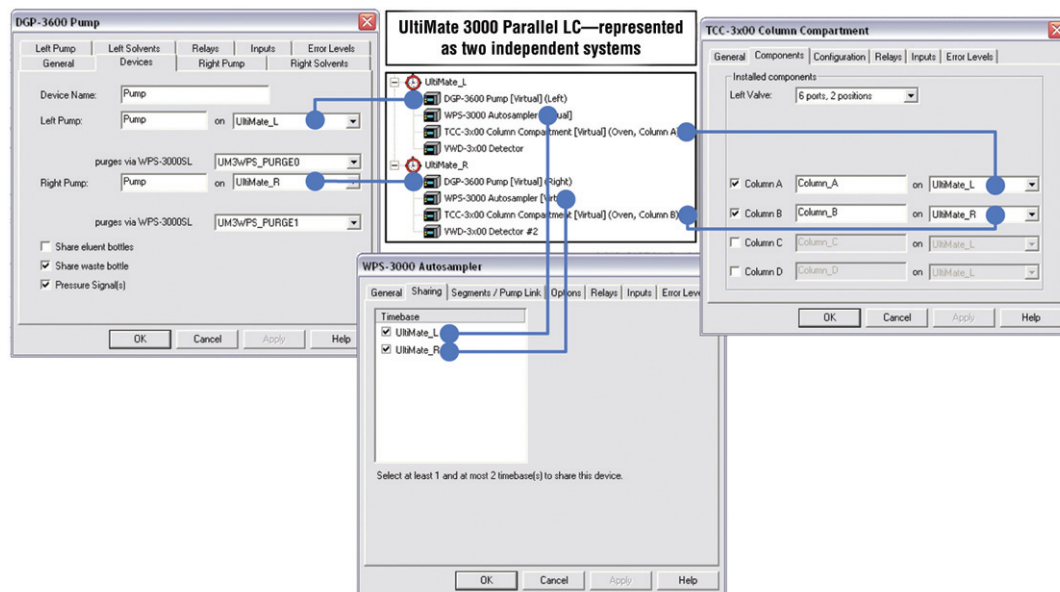 DGP-3600 Pump
Left Pump Left Solvents Relays Inputs Error Levels
General Devices Right Pump Right Solvents
Device Name: Pump
Left Pump: Pump on UltiMate_L
purges via WPS-3000SL UM3WPS_PURGE0
Right Pump: Pump on UltiMate_R
purges via WPS-3000SL UM3WPS_PURGE1
Share eluent bottles
Share waste bottle
Pressure Signal(s)
OK Cancel Apply Help
UltiMate 3000 Parallel LC—represented
as two independent systems
UltiMate_L
DGP-3600 Pump [Virtual] (Left)
WPS-3000 Autosampler
TCC-3x00 Column Compartment [Virtual] (Oven, Column A)
VWD-3x00 Detector
UltiMate_R
DGP-3600 Pump [Virtual] (Right)
WPS-3000 Autosampler
TCC-3x00 Column Compartment [Virtual] (Oven, Column B)
VWD-3x00 Detector #2
TCC-3x00 Column Compartment
General Components Configuration Relays Inputs Error Levels
Installed components
Left Valve: 6 ports, 2 positions
Column A Column_A on UltiMate_L
Column B Column_B on UltiMate_R
Column C Column_C on UltiMate_L
Column D Column_D on UltiMate_L
OK Cancel Apply Help
WPS-3000 Autosampler
General Sharing Segments / Pump Link Options Relays Inputs Error Leve
Timebase
UltiMate_L
UltiMate_R
Select at least 1 and at most 2 timebase(s) to share this device.
OK Cancel Apply Help